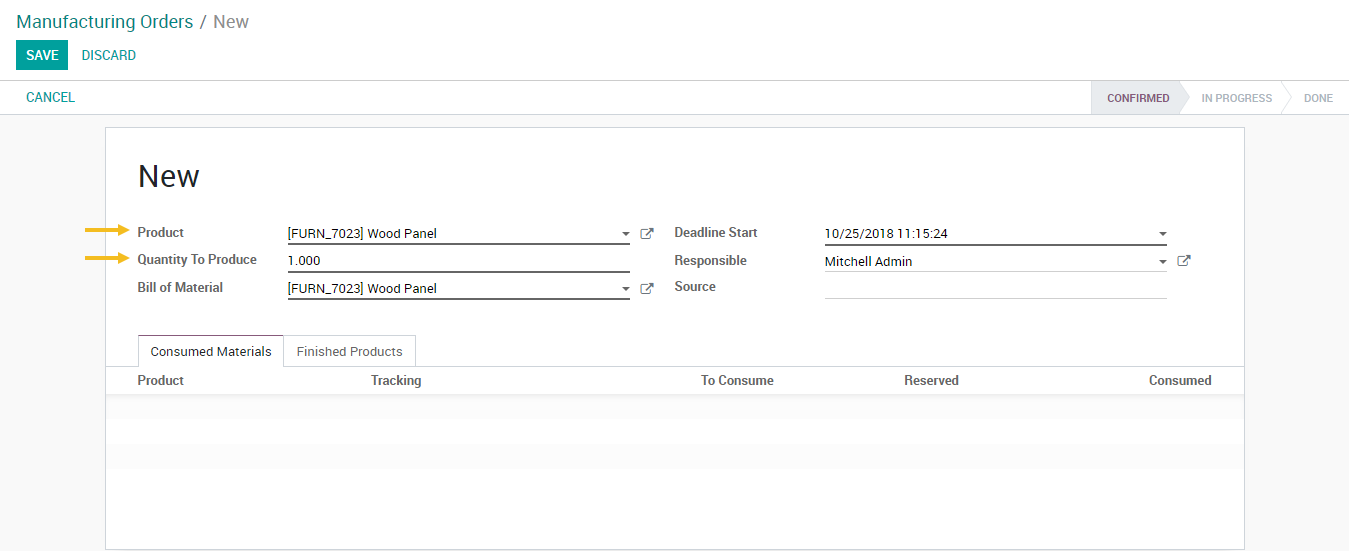 Manufacturing Orders / New
SAVE DISCARD
CANCEL CONFIRMED IN PROGRESS DONE
New
Product [FURN_7023] Wood Panel Deadline Start 10/25/2018 11:15:24
Quantity To Produce 1.000 Responsible Mitchell Admin
Bill of Material [FURN_7023] Wood Panel Source
Consumed Materials Finished Products
Product Tracking To Consume Reserved Consumed